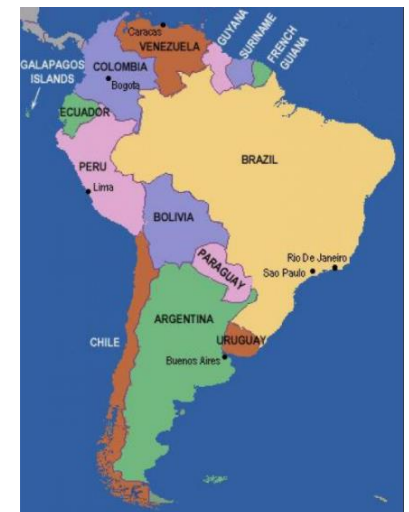 Caracas
VENEZUELA
GUYANA
SURINAME
FRENCH
GUIANA
GALAPAGOS
ISLANDS
COLOMBIA
Bogota
ECUADOR
PERU
Lima
BRAZIL
BOLIVIA
PARAGUAY
Rio De Janeiro
Sao Paulo
ARGENTINA
CHILE
URUGUAY
Buenos Aires